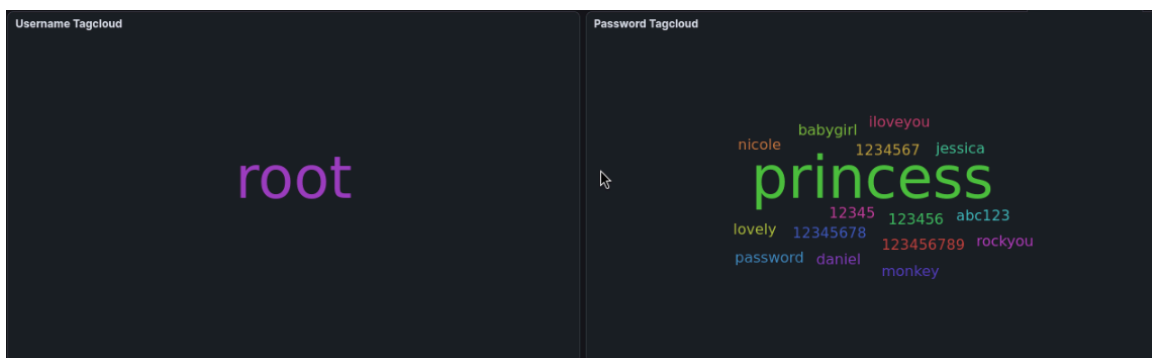 Username Tagcloud
Password Tagcloud
root
iloveyou
babygirl
nicole
1234567
jessica
princess
12345
123456
abc123
lovely
12345678
123456789
rockyou
password
daniel
monkey